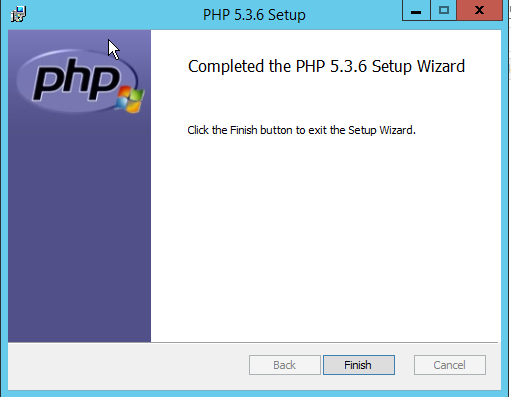 PHP 5.3.6 Setup
php
Completed the PHP 5.3.6 Setup Wizard
Click the Finish button to exit the Setup Wizard.
Back
Finish
Cancel